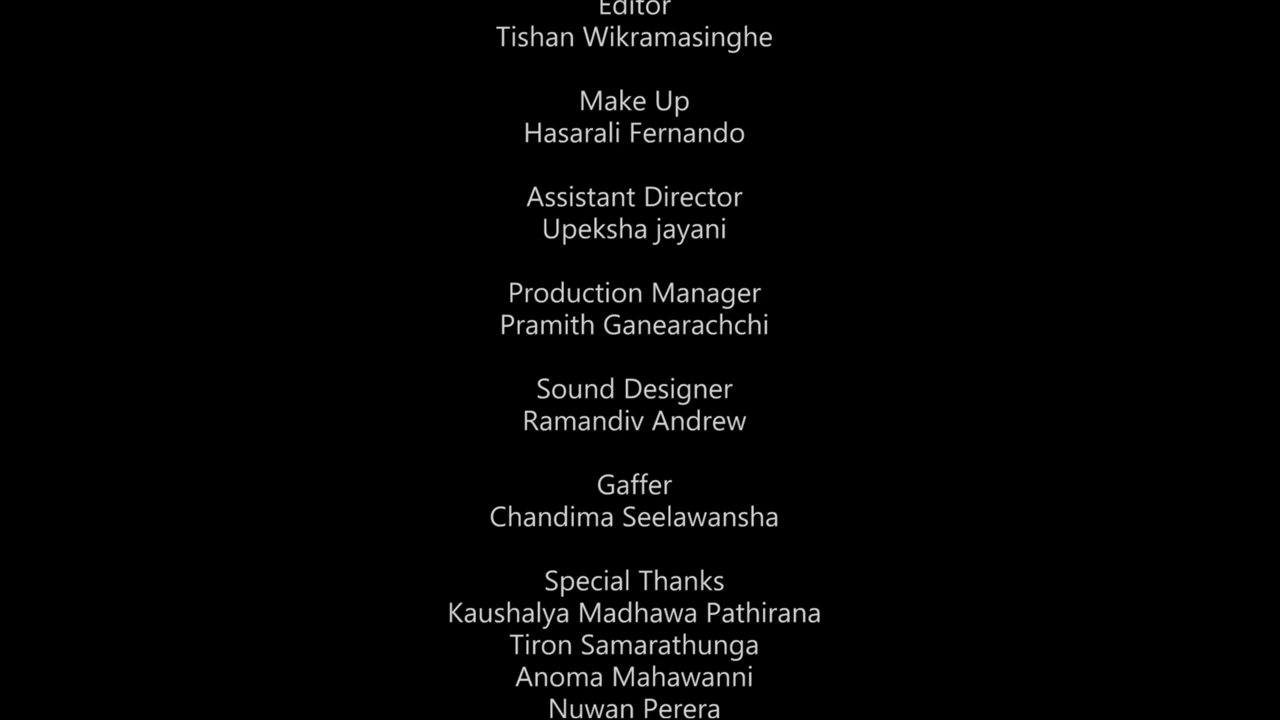 Editor
Tishan Wikramasinghe
Make Up
Hasarali Fernando
Assistant Director
Upeksha jayani
Production Manager
Pramith Ganearachchi
Sound Designer
Ramandiv Andrew
Gaffer
Chandima Seelawansha
Special Thanks
Kaushalya Madhawa Pathirana
Tiron Samarathunga
Anoma Mahawanni
Nuwan Perera